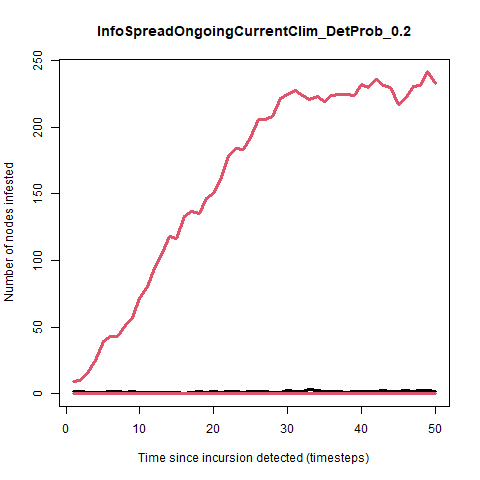 InfoSpreadOngoingCurrentClim_DetProb_0.2
Number of nodes infested
250
200
150
100
50
0
0 10 20 30 40 50
Time since incursion detected (timesteps)